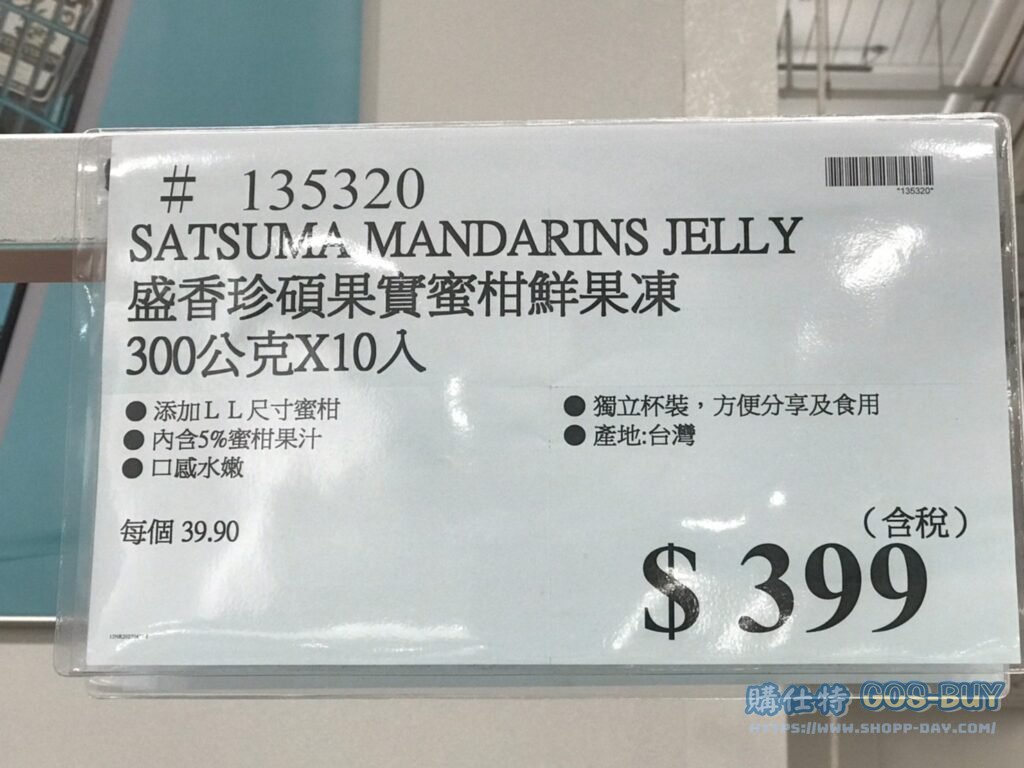 # 135320
*135320*
SATSUMA MANDARINS JELLY
盛香珍碩果實蜜柑鮮果凍
300公克X10入
●添加ＬＬ尺寸蜜柑
●內含5%蜜柑果汁
●口感水嫩
●獨立杯裝，方便分享及食用
●產地:台灣
每個 39.90
（含稅）
$ 399
購仕特 GOS-BUY
HTTPS://WWW.SHOPP-DAY.COM/